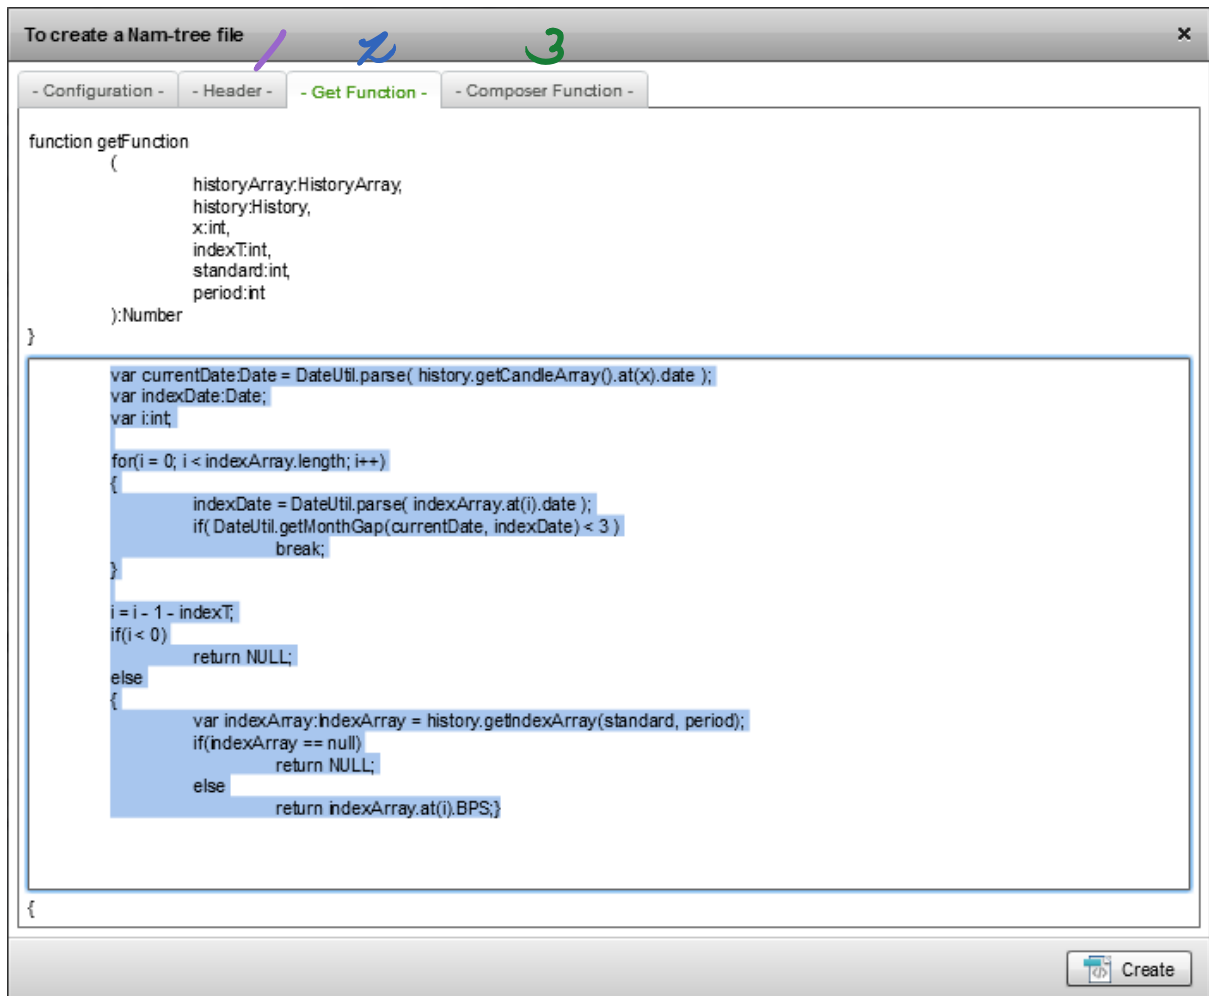 To create a Nam-tree file
1 2 3
- Configuration - - Header - - Get Function - - Composer Function -
function getFunction
(
historyArray:HistoryArray,
history:History,
x:int,
indexT:int,
standard:int,
period:int
):Number
}
var currentDate:Date = DateUtil.parse( history.getCandleArray().at(x).date );
var indexDate:Date;
var i:int;
for(i = 0; i < indexArray.length; i++)
{
indexDate = DateUtil.parse( indexArray.at(i).date );
if( DateUtil.getMonthGap(currentDate, indexDate) < 3 )
break;
}
i = i - 1 - indexT;
if(i < 0)
return NULL;
else
{
var indexArray:IndexArray = history.getIndexArray(standard, period);
if(indexArray == null)
return NULL;
else
return indexArray.at(i).BPS;}
{
Create